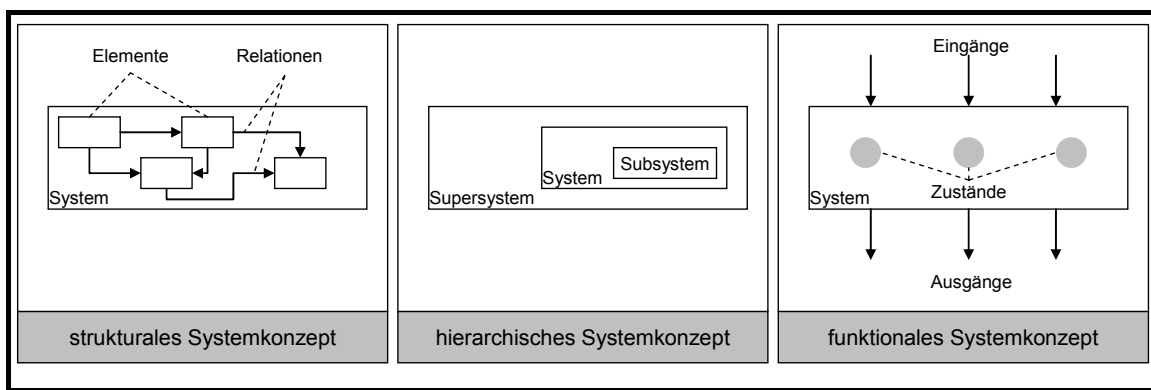 Elemente
Relationen
System
strukturales Systemkonzept
Subsystem
System
Supersystem
hierarchisches Systemkonzept
Eingänge
System
Zustände
Ausgänge
funktionales Systemkonzept